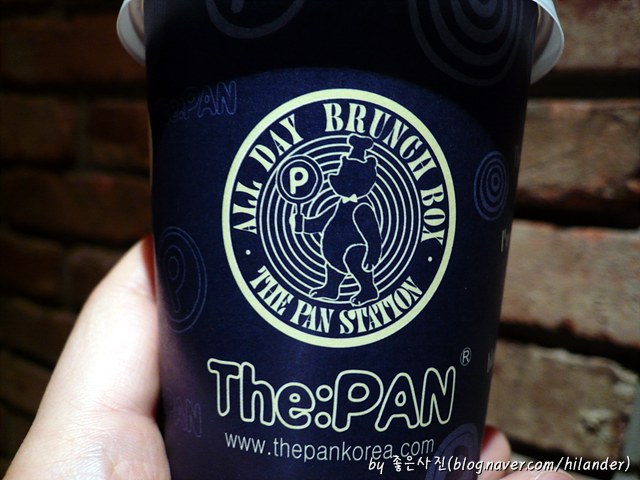 PAN
ALL DAY BRUNCH BOX
P
THE PAN STATION
P
The:PAN®
www.thepankorea.com
by 좋은사진(blog.naver.com/hilander)